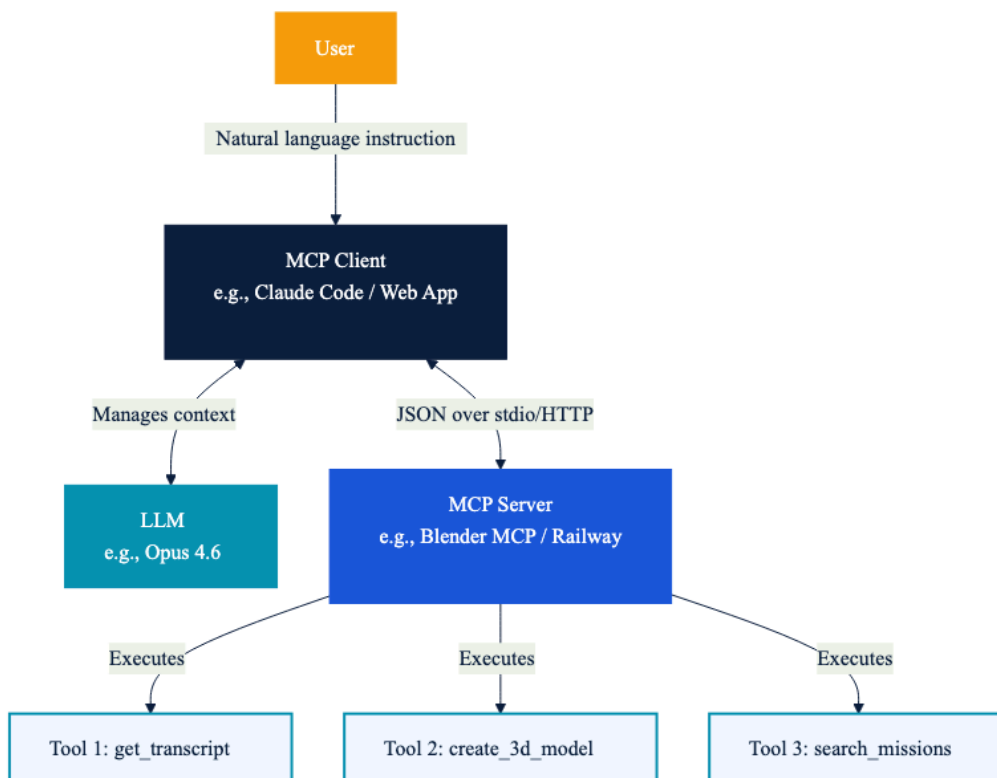 User
Natural language instruction
MCP Client
e.g., Claude Code / Web App
Manages context
JSON over stdio/HTTP
LLM
e.g., Opus 4.6
MCP Server
e.g., Blender MCP / Railway
Executes
Executes
Executes
Tool 1: get_transcript
Tool 2: create_3d_model
Tool 3: search_missions